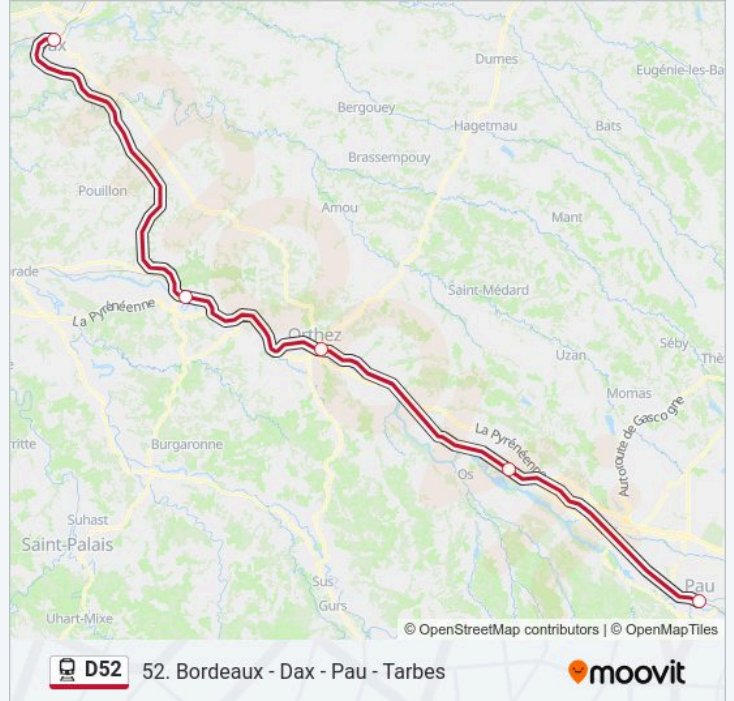 Dumes
Eugénie-les-Ba
Bergouey
Hagetmau
Bats
Brassempouy
Pouillon
Amou
Mant
rade
La Pyrénéenne
Saint-Médard
Orthez
Séby
Uzan
Thè
Momas
ritte
Burgaronne
La Pyrénéenne
Os
Autoroute de Gascogne
Suhast
Saint-Palais
Sus
Gurs
Pau
Uhart-Mixe
© OpenStreetMap contributors | © OpenMapTiles
D52 52. Bordeaux - Dax - Pau - Tarbes moovit